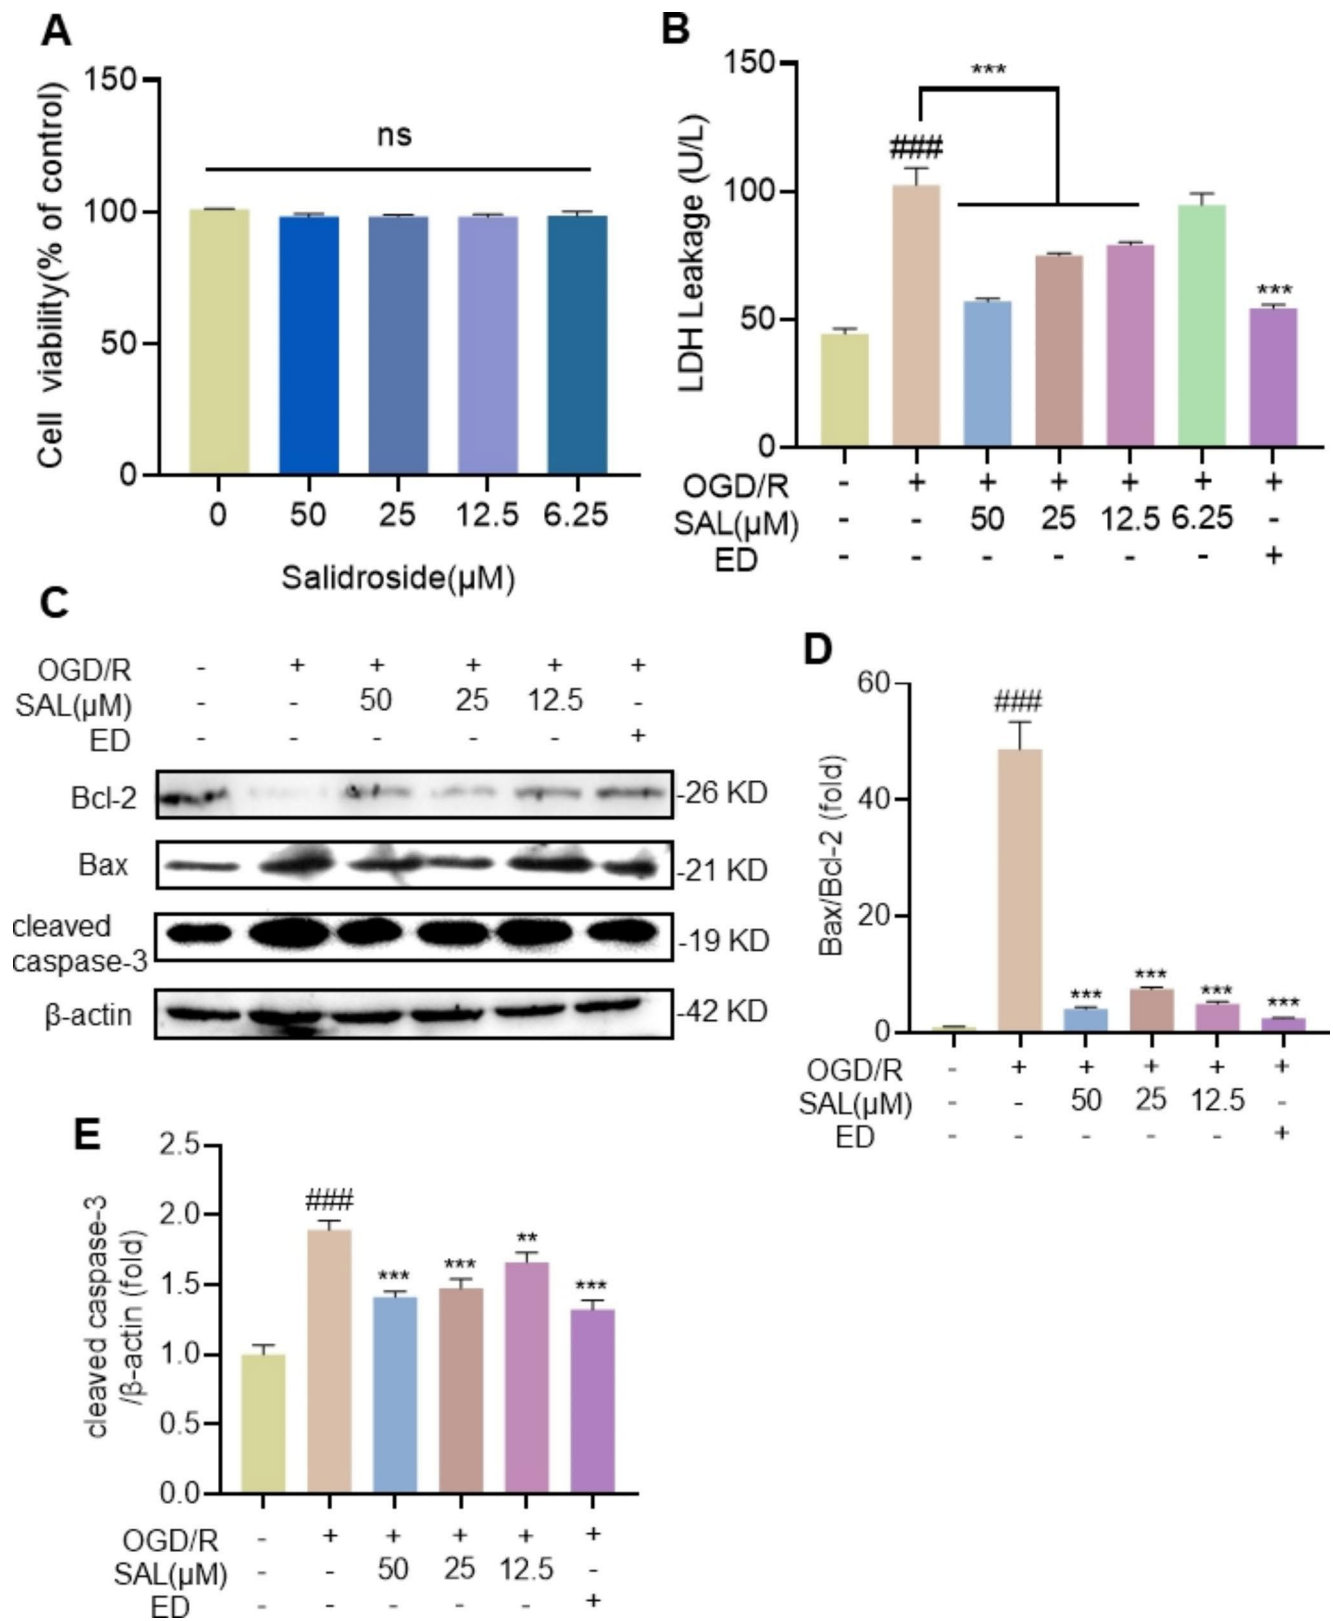 A
Cell viability(% of control)
150
100
50
0
ns
0 50 25 12.5 6.25
Salidroside(μM)
B
LDH Leakage (U/L)
150
100
50
0
***
###
***
OGD/R - + + + + + +
SAL(μM) - - 50 25 12.5 6.25 -
ED - - - - - - +
C
OGD/R - + + + + +
SAL(μM) - - 50 25 12.5 -
ED - - - - - +
Bcl-2 -26 KD
Bax -21 KD
cleaved
caspase-3 -19 KD
β-actin -42 KD
D
Bax/Bcl-2 (fold)
60
40
20
0
###
*** *** *** ***
OGD/R - + + + + +
SAL(μM) - - 50 25 12.5 -
ED - - - - - +
E
cleaved caspase-3
/β-actin (fold)
2.5
2.0
1.5
1.0
0.5
0.0
###
*** *** ** ***
OGD/R - + + + + +
SAL(μM) - - 50 25 12.5 -
ED - - - - - +